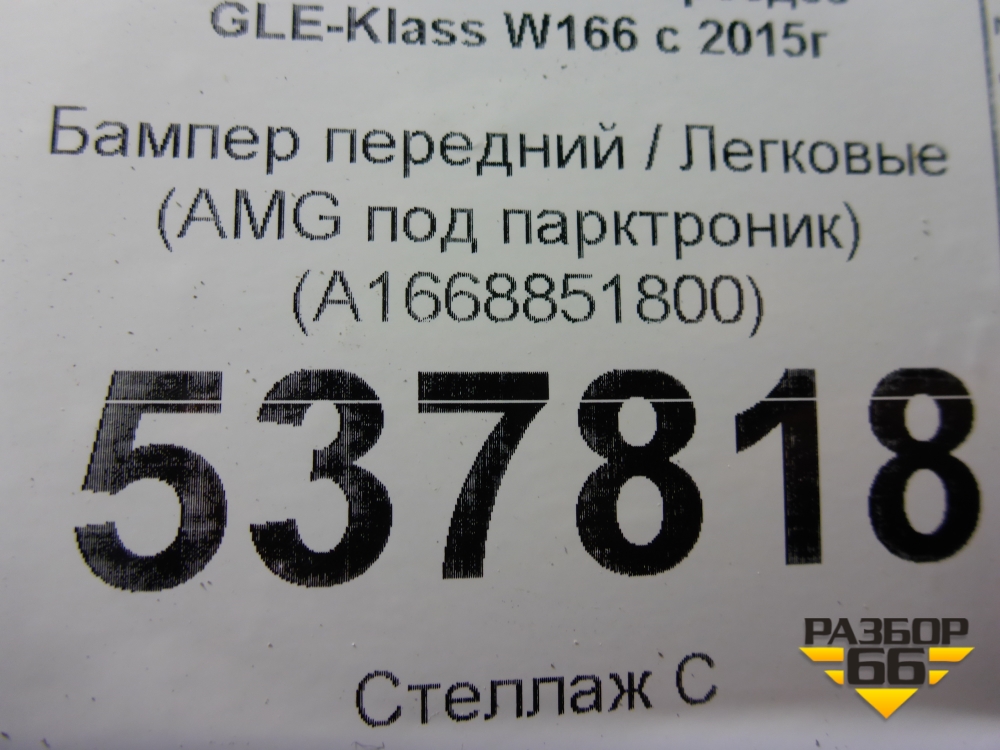 GLE-Klass W166 с 2015г
Бампер передний / Легковые
(AMG под парктроник)
(A1668851800)
537818
Стеллаж С
РАЗБОР
66